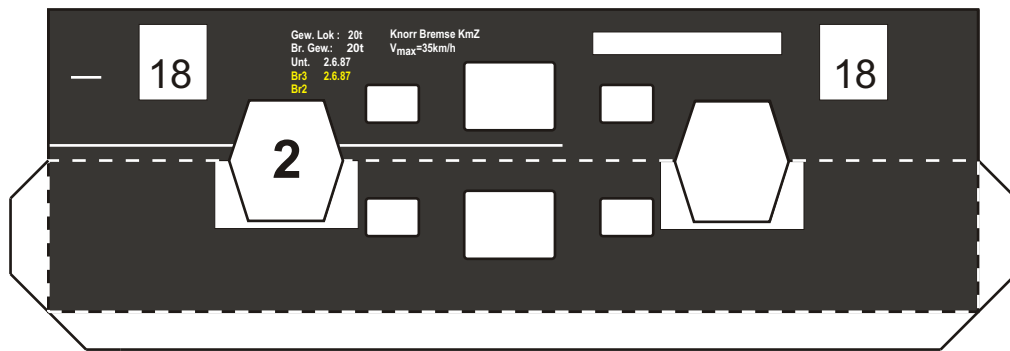 Gew. Lok : 20t
Br. Gew.: 20t
Unt. 2.6.87
Br3 2.6.87
Br2
Knorr Bremse KmZ
Vmax=35km/h
18
18
2